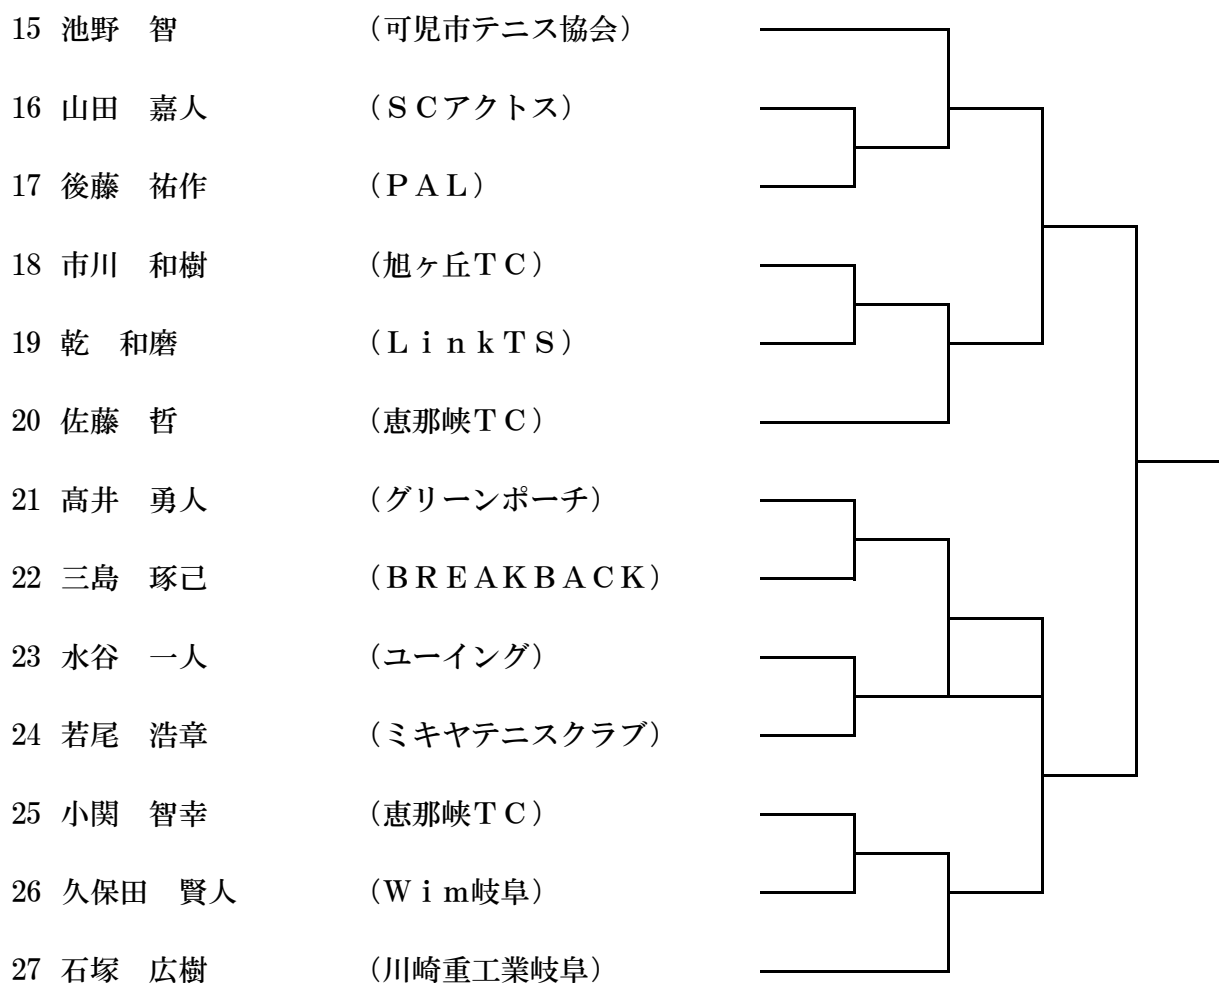 15 池野 智 (可児市テニス協会)
16 山田 嘉人 (SCアクトス)
17 後藤 祐作 (PAL)
18 市川 和樹 (旭ヶ丘TC)
19 乾 和磨 (LinkTS)
20 佐藤 哲 (恵那峡TC)
21 髙井 勇人 (グリーンポーチ)
22 三島 琢己 (BREAKBACK)
23 水谷 一人 (ユーイング)
24 若尾 浩章 (ミキヤテニスクラブ)
25 小関 智幸 (恵那峡TC)
26 久保田 賢人 (Wim岐阜)
27 石塚 広樹 (川崎重工業岐阜)